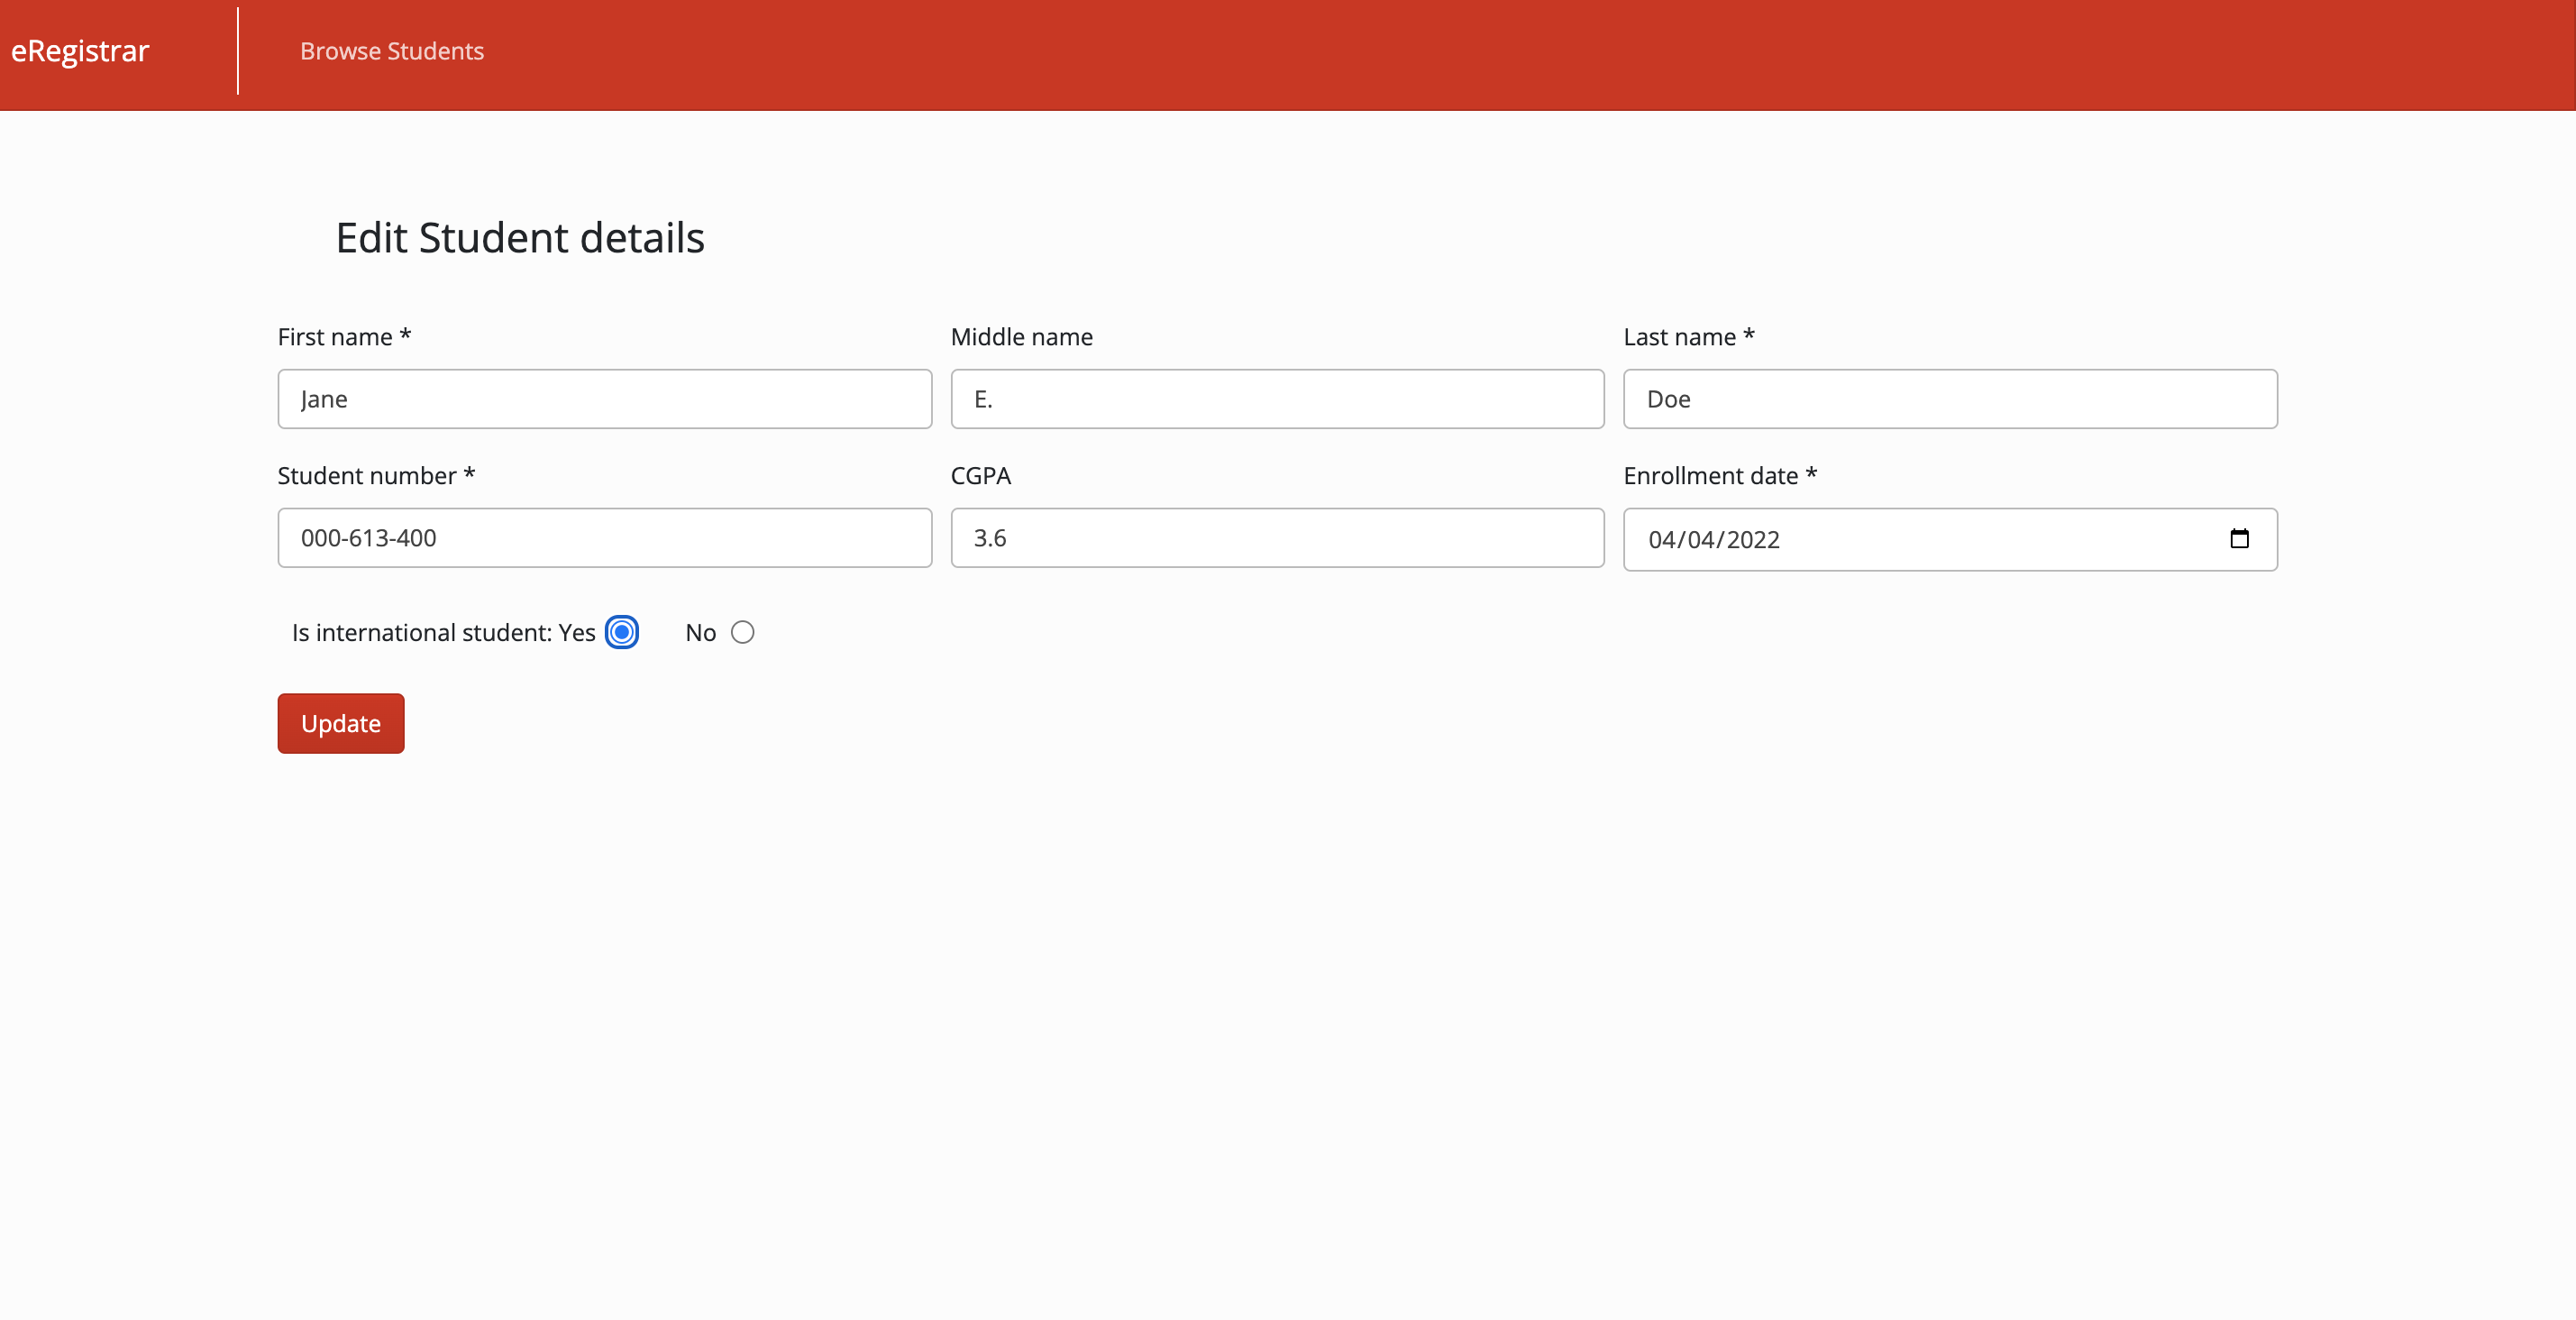 eRegistrar Browse Students
Edit Student details
First name * Middle name Last name *
Jane E. Doe
Student number * CGPA Enrollment date *
000-613-400 3.6 04/04/2022
Is international student: Yes No
Update